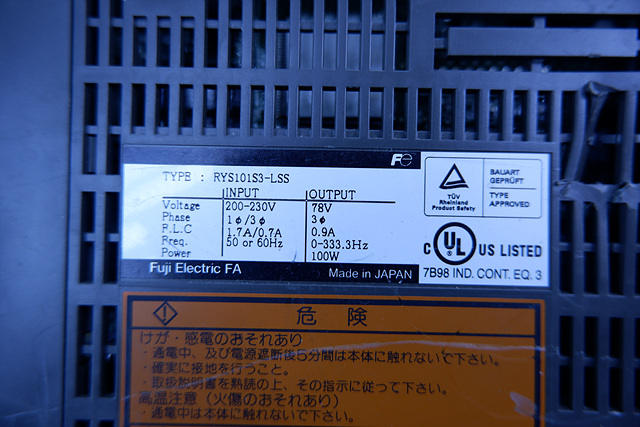 Fe
TYPE : RYS101S3-LSS
INPUT OUTPUT
Voltage 200-230V 78V
Phase 1φ/3φ 3φ
F.L.C 1.7A/0.7A 0.9A
Freq. 50 or 60Hz 0-333.3Hz
Power 100W
Fuji Electric FA Made in JAPAN
TÜV
Rheinland
Product Safety
BAUART
GEPRÜFT
TYPE
APPROVED
C UL US LISTED
7B98 IND. CONT. EQ. 3
危険
けが・感電のおそれあり
・通電中、及び電源遮断後5分間は本体に触れないで下さい。
・確実に接地を行うこと。
・取扱説明書を熟読の上、その指示に従って下さい。
高温注意(火傷のおそれあり)
・通電中は本体に触れないで下さい。